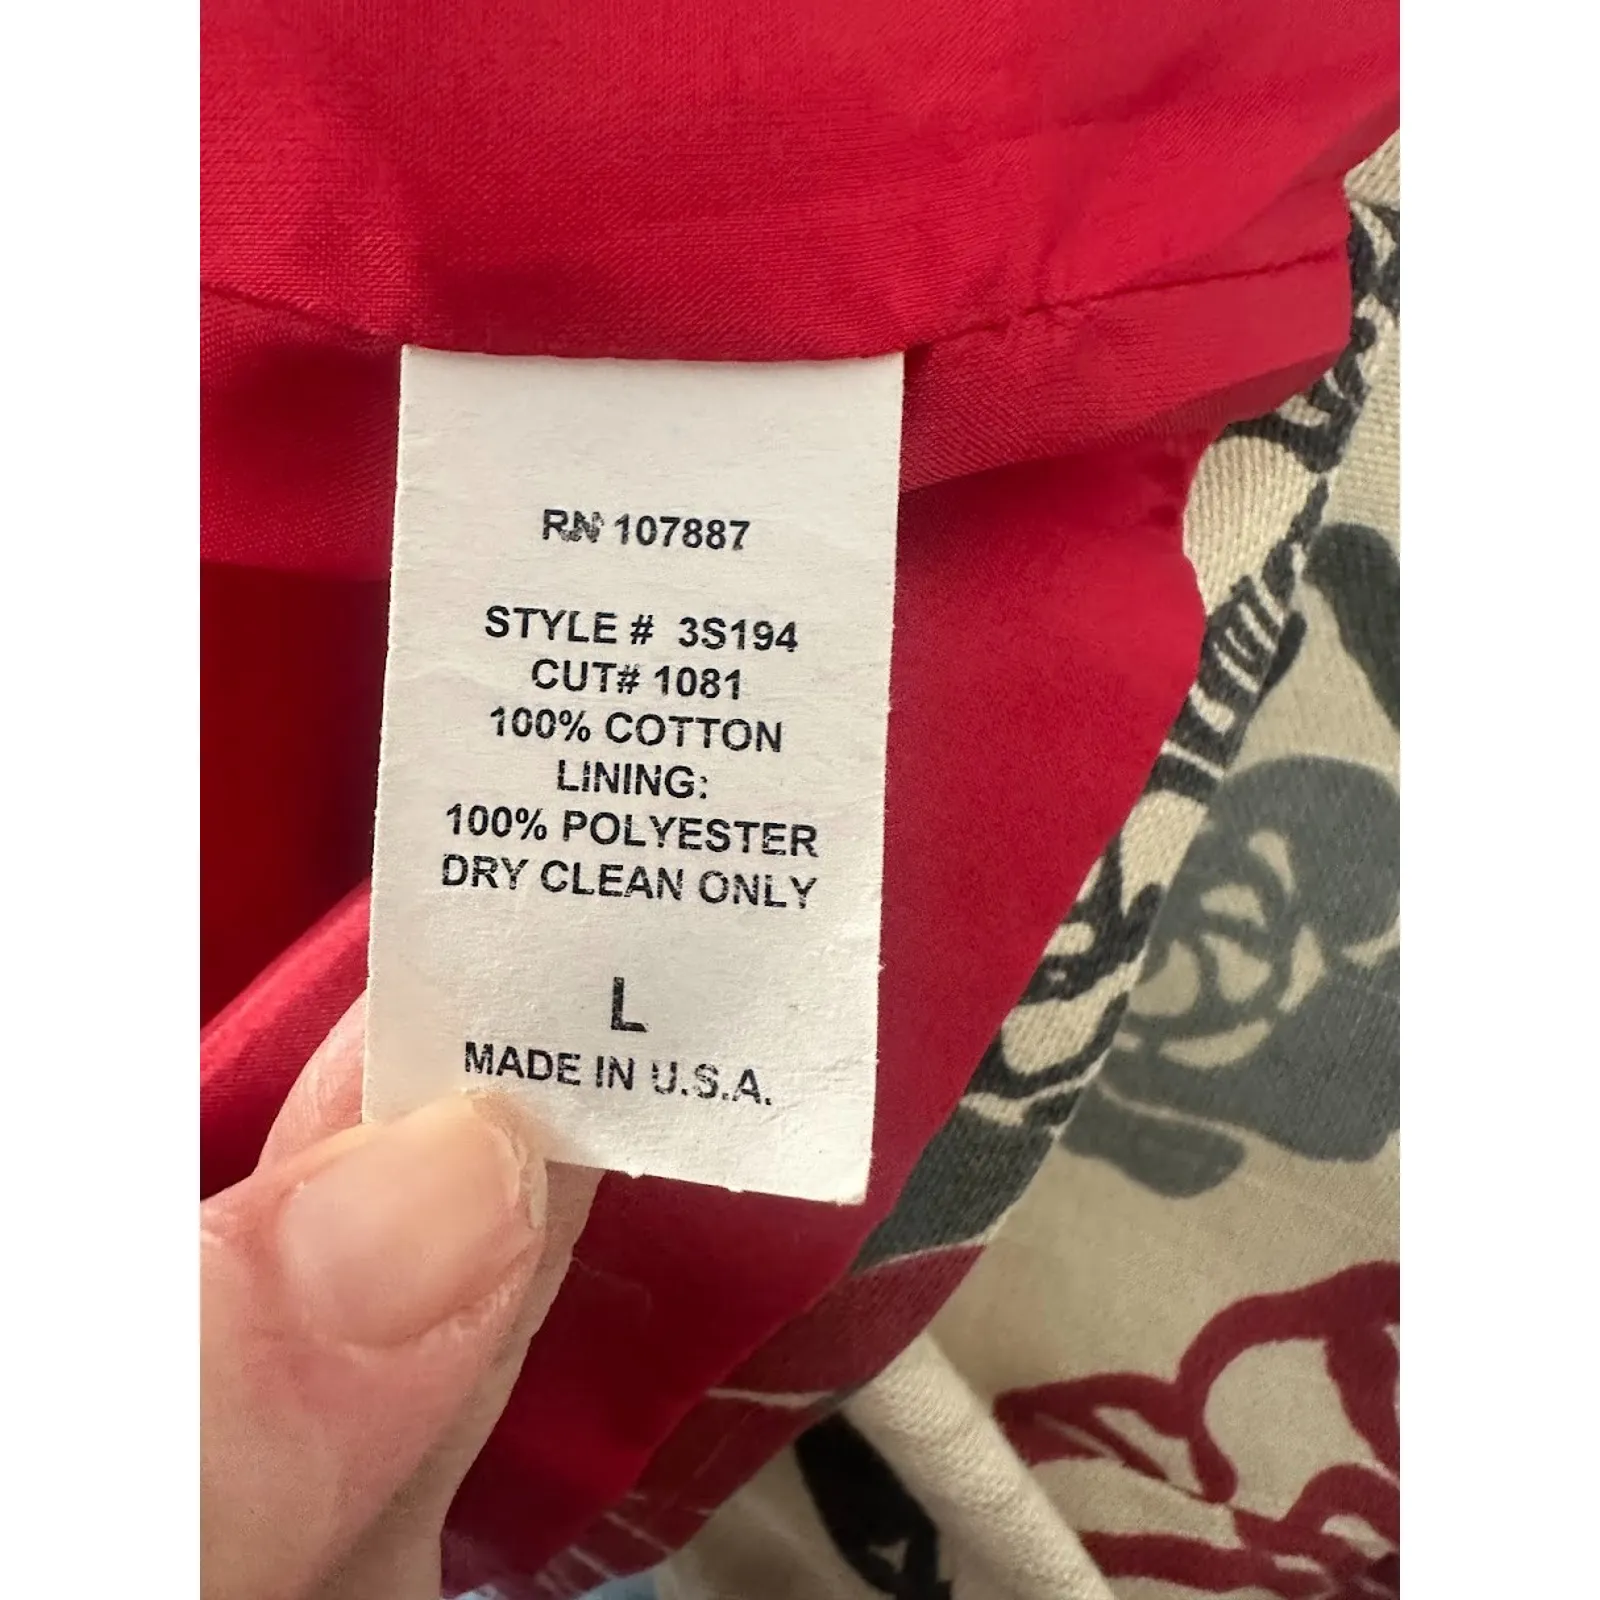 RN 107887
STYLE # 3S194
CUT# 1081
100% COTTON
LINING:
100% POLYESTER
DRY CLEAN ONLY
L
MADE IN U.S.A.